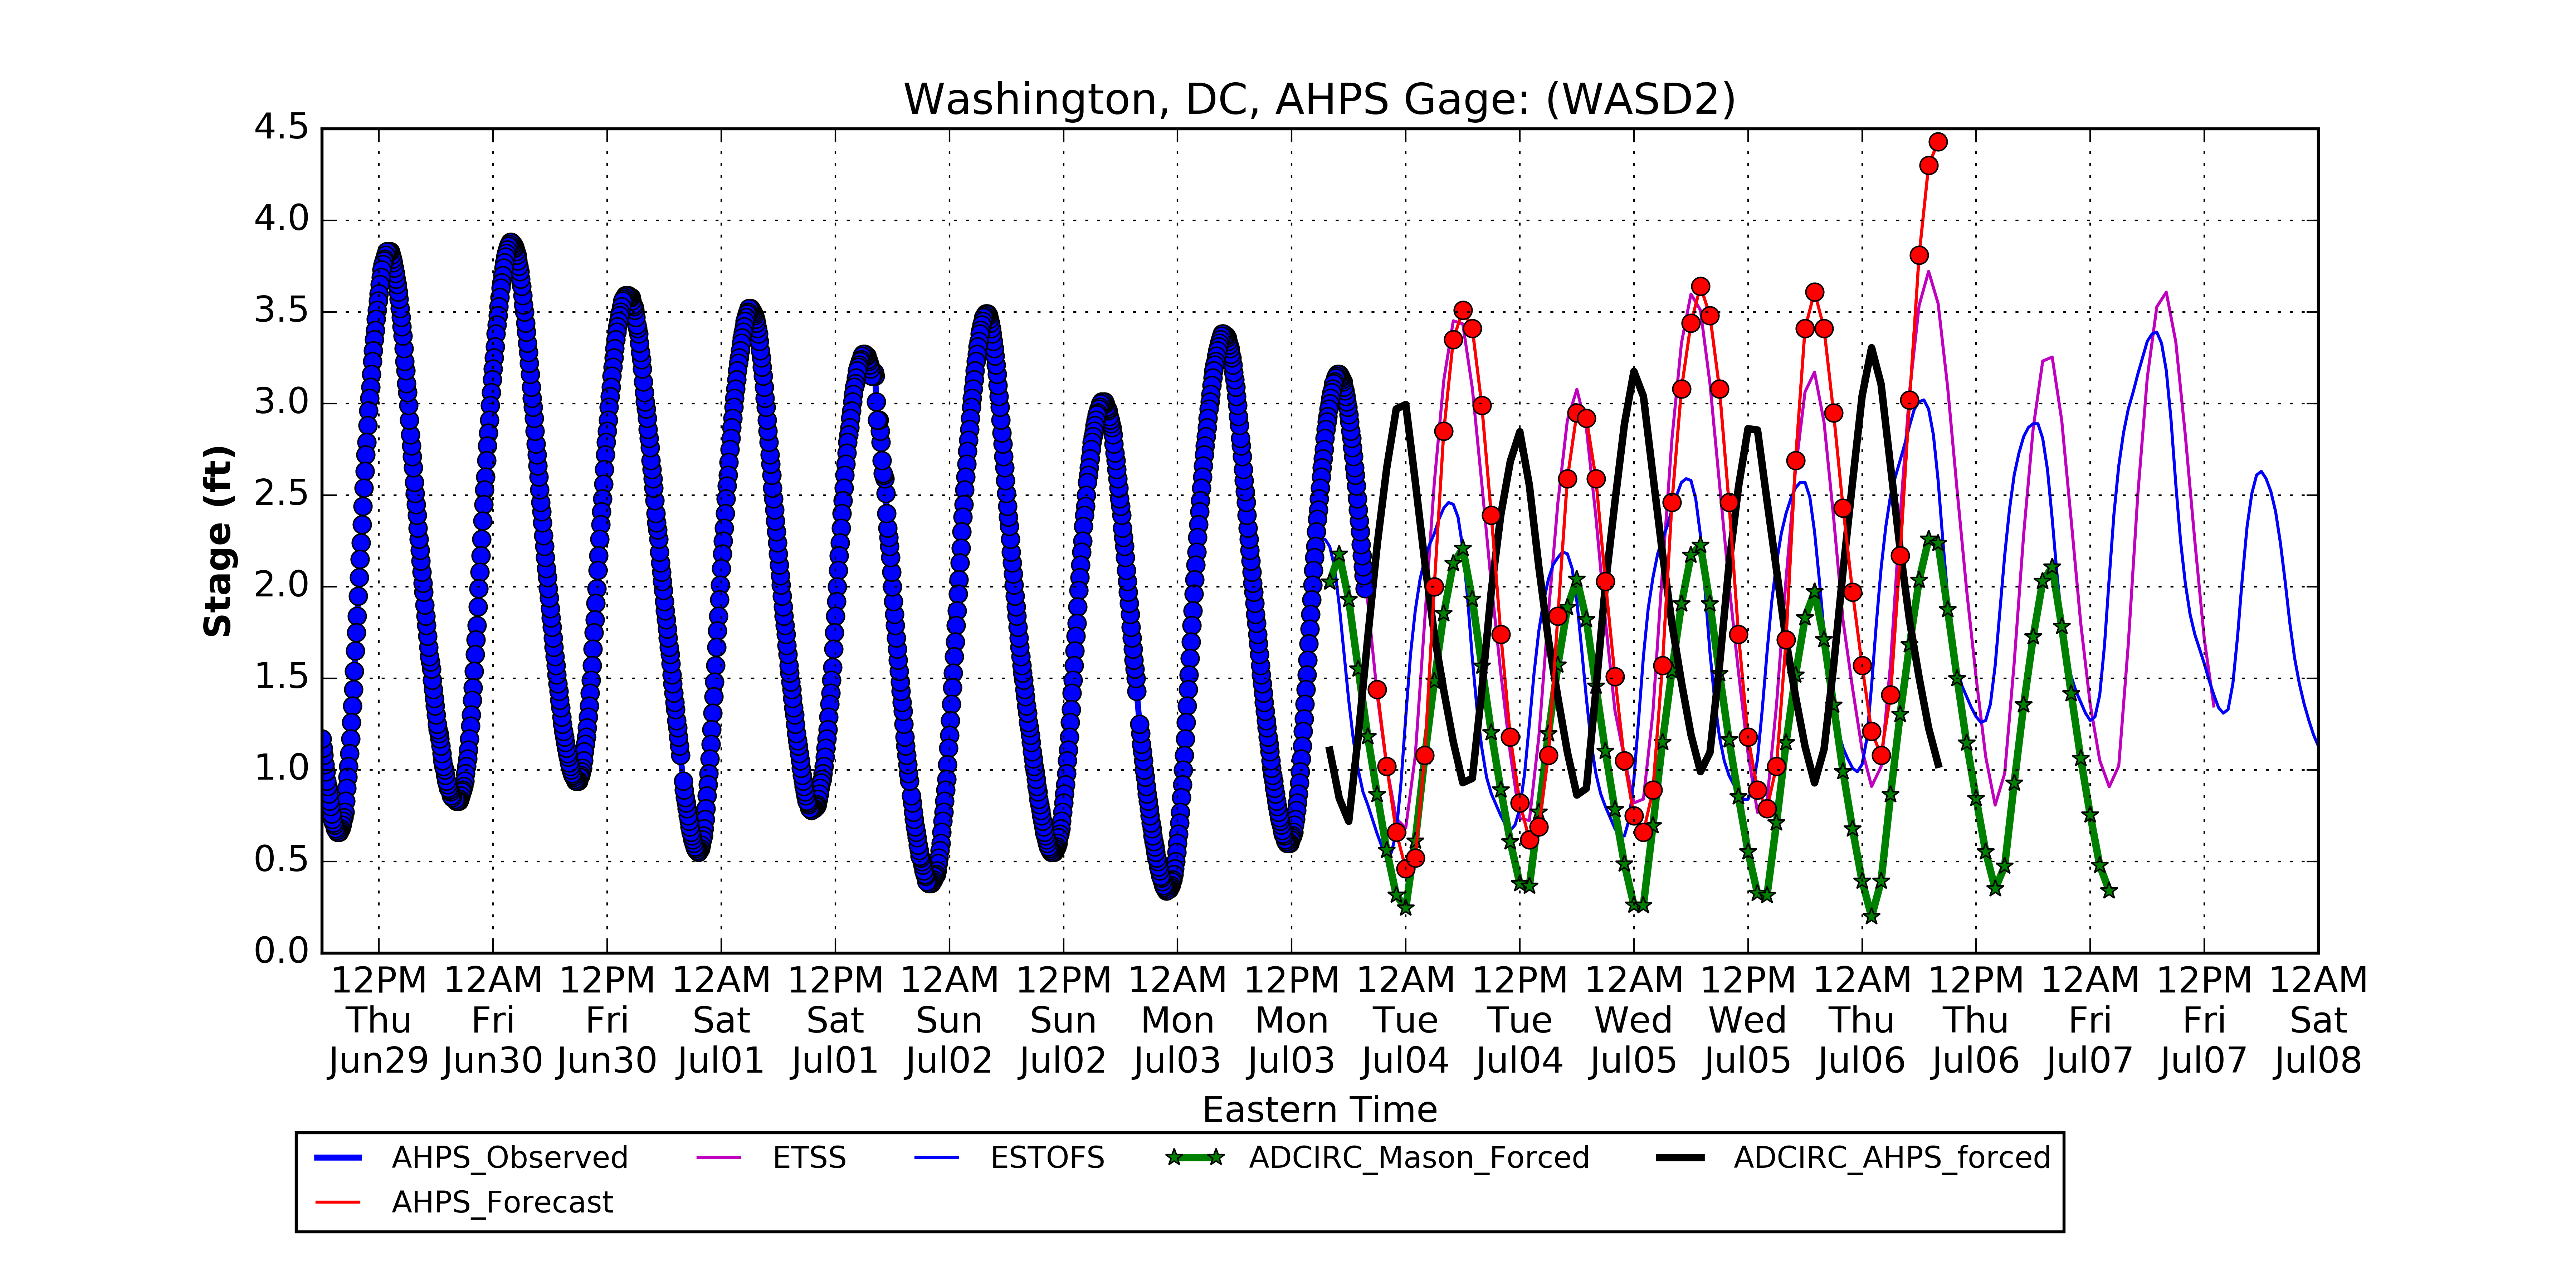 Washington, DC, AHPS Gage: (WASD2)
4.5
4.0
3.5
3.0
2.5
2.0
1.5
1.0
0.5
0.0
Stage (ft)
12PM 12AM 12PM 12AM 12PM 12AM 12PM 12AM 12PM 12AM 12PM 12AM 12PM 12AM 12PM 12AM 12PM 12AM
Thu Fri Fri Sat Sat Sun Sun Mon Mon Tue Tue Wed Wed Thu Thu Fri Fri Sat
Jun29 Jun30 Jun30 Jul01 Jul01 Jul02 Jul02 Jul03 Jul03 Jul04 Jul04 Jul05 Jul05 Jul06 Jul06 Jul07 Jul07 Jul08
Eastern Time
AHPS_Observed ETSS ESTOFS ADCIRC_Mason_Forced ADCIRC_AHPS_forced
AHPS_Forecast